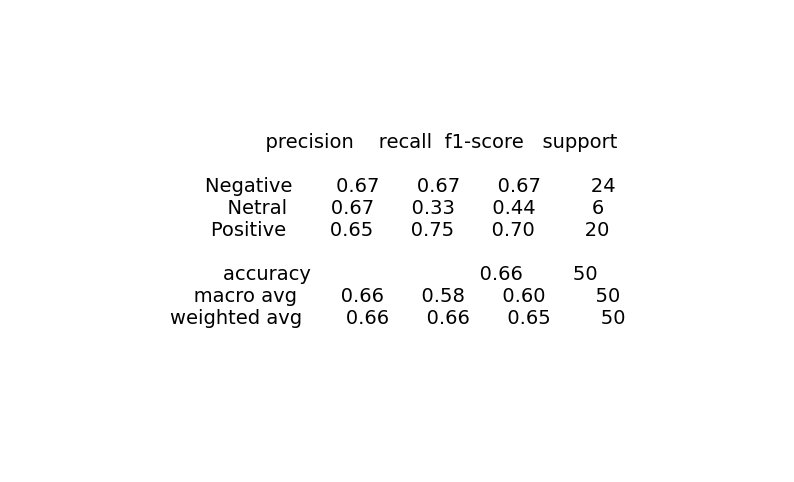 precision recall f1-score support
Negative 0.67 0.67 0.67 24
Netral 0.67 0.33 0.44 6
Positive 0.65 0.75 0.70 20
accuracy 0.66 50
macro avg 0.66 0.58 0.60 50
weighted avg 0.66 0.66 0.65 50